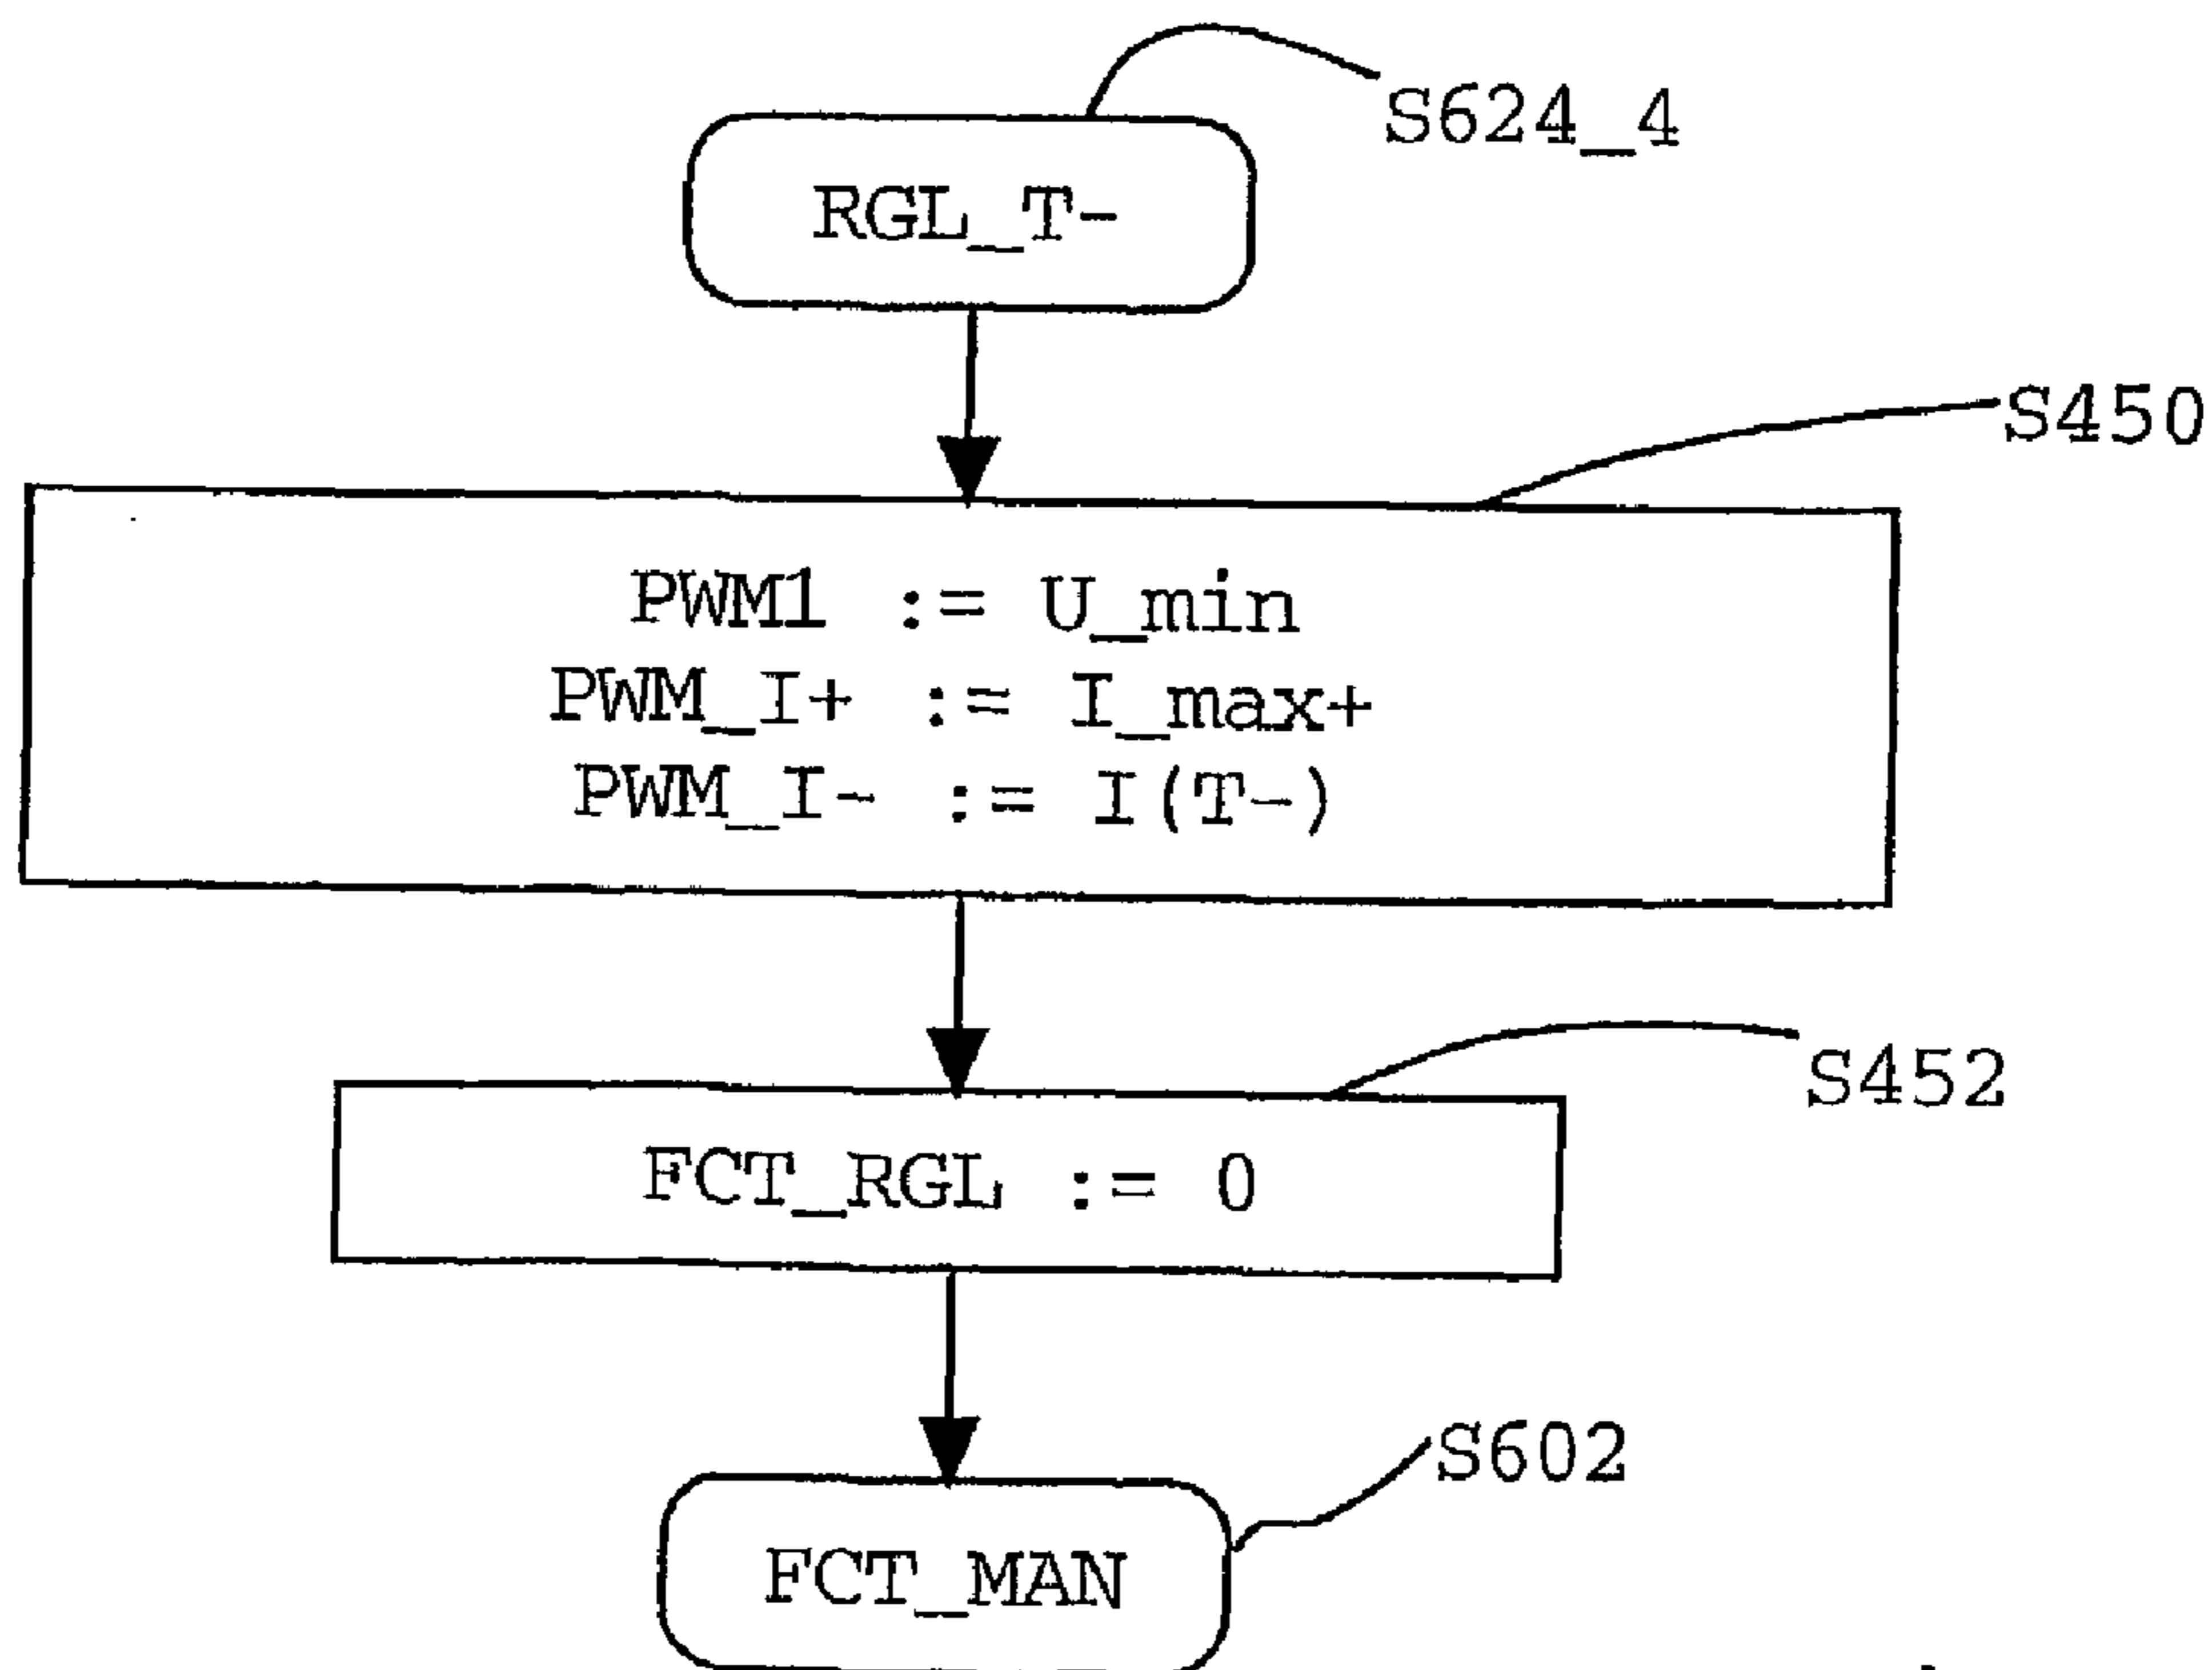 S624_4
RGL_T-
S450
PWM1 := U_min
PWM_I+ := I_max+
PWM_I- := I(T-)
S452
FCT_RGL := 0
S602
FCT_MAN